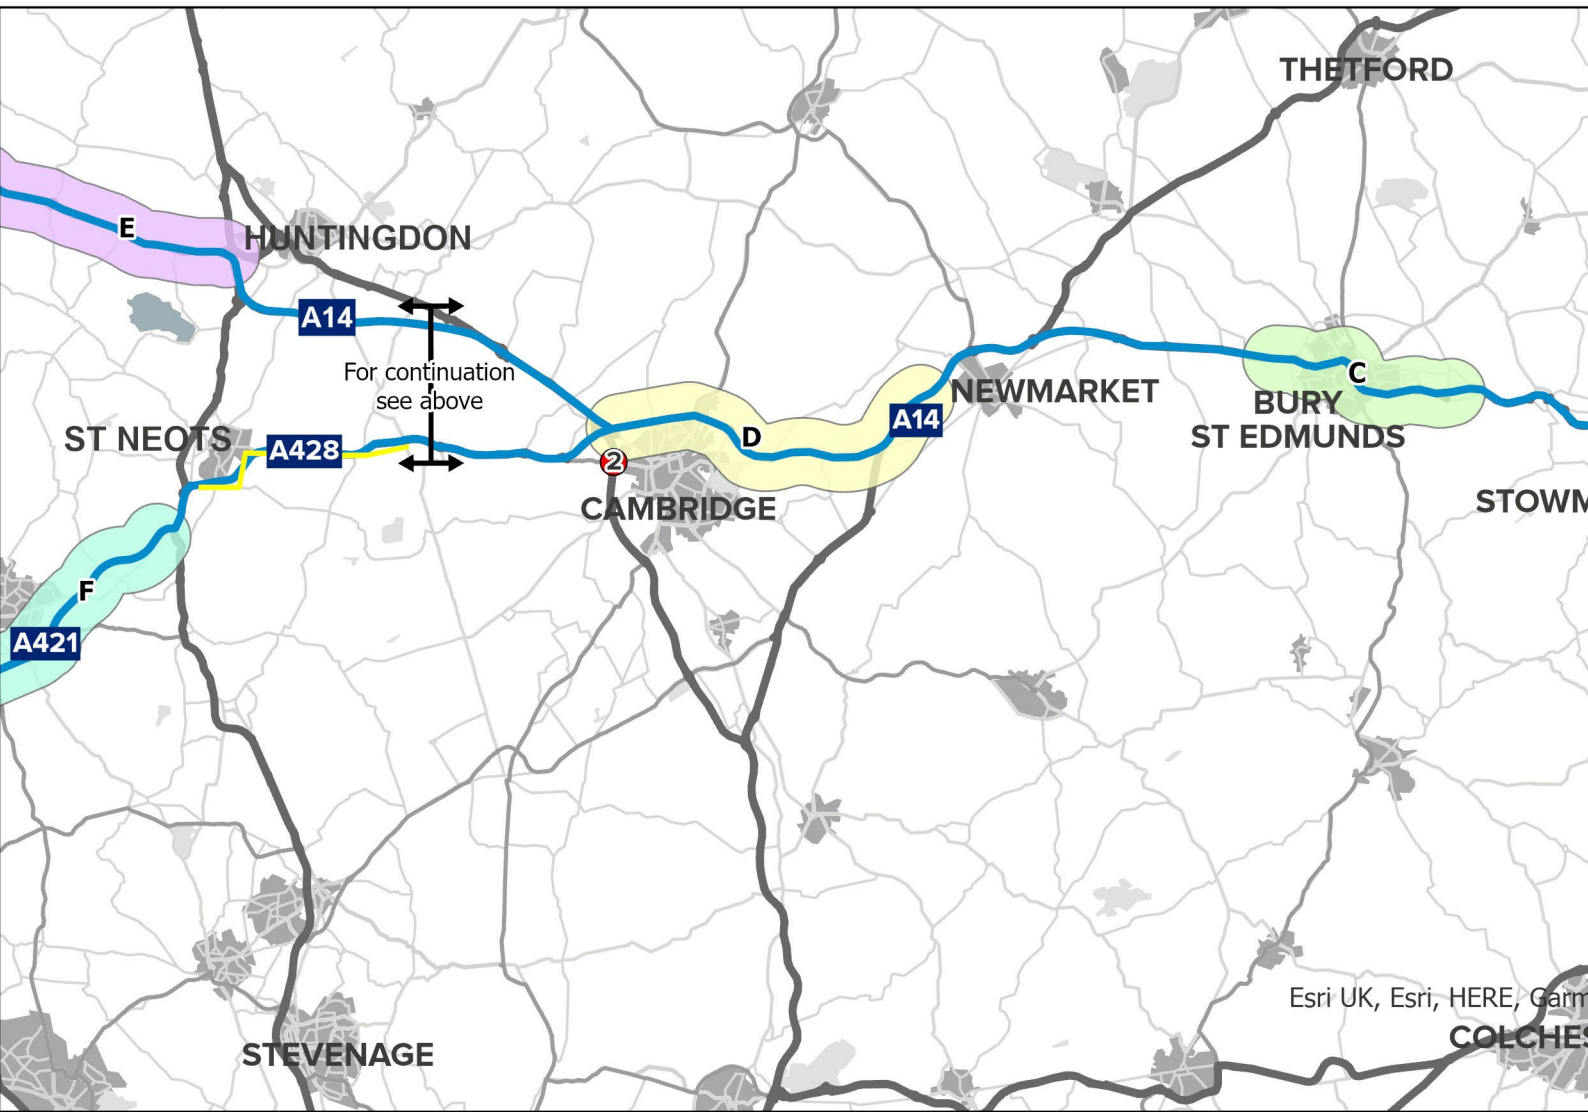 THETFORD
E
HUNTINGDON
A14
For continuation
see above
NEWMARKET
C
BURY
ST EDMUNDS
A14
D
ST NEOTS
A428
2
CAMBRIDGE
STOWM
F
A421
Esri UK, Esri, HERE, Garm
COLCHES
STEVENAGE